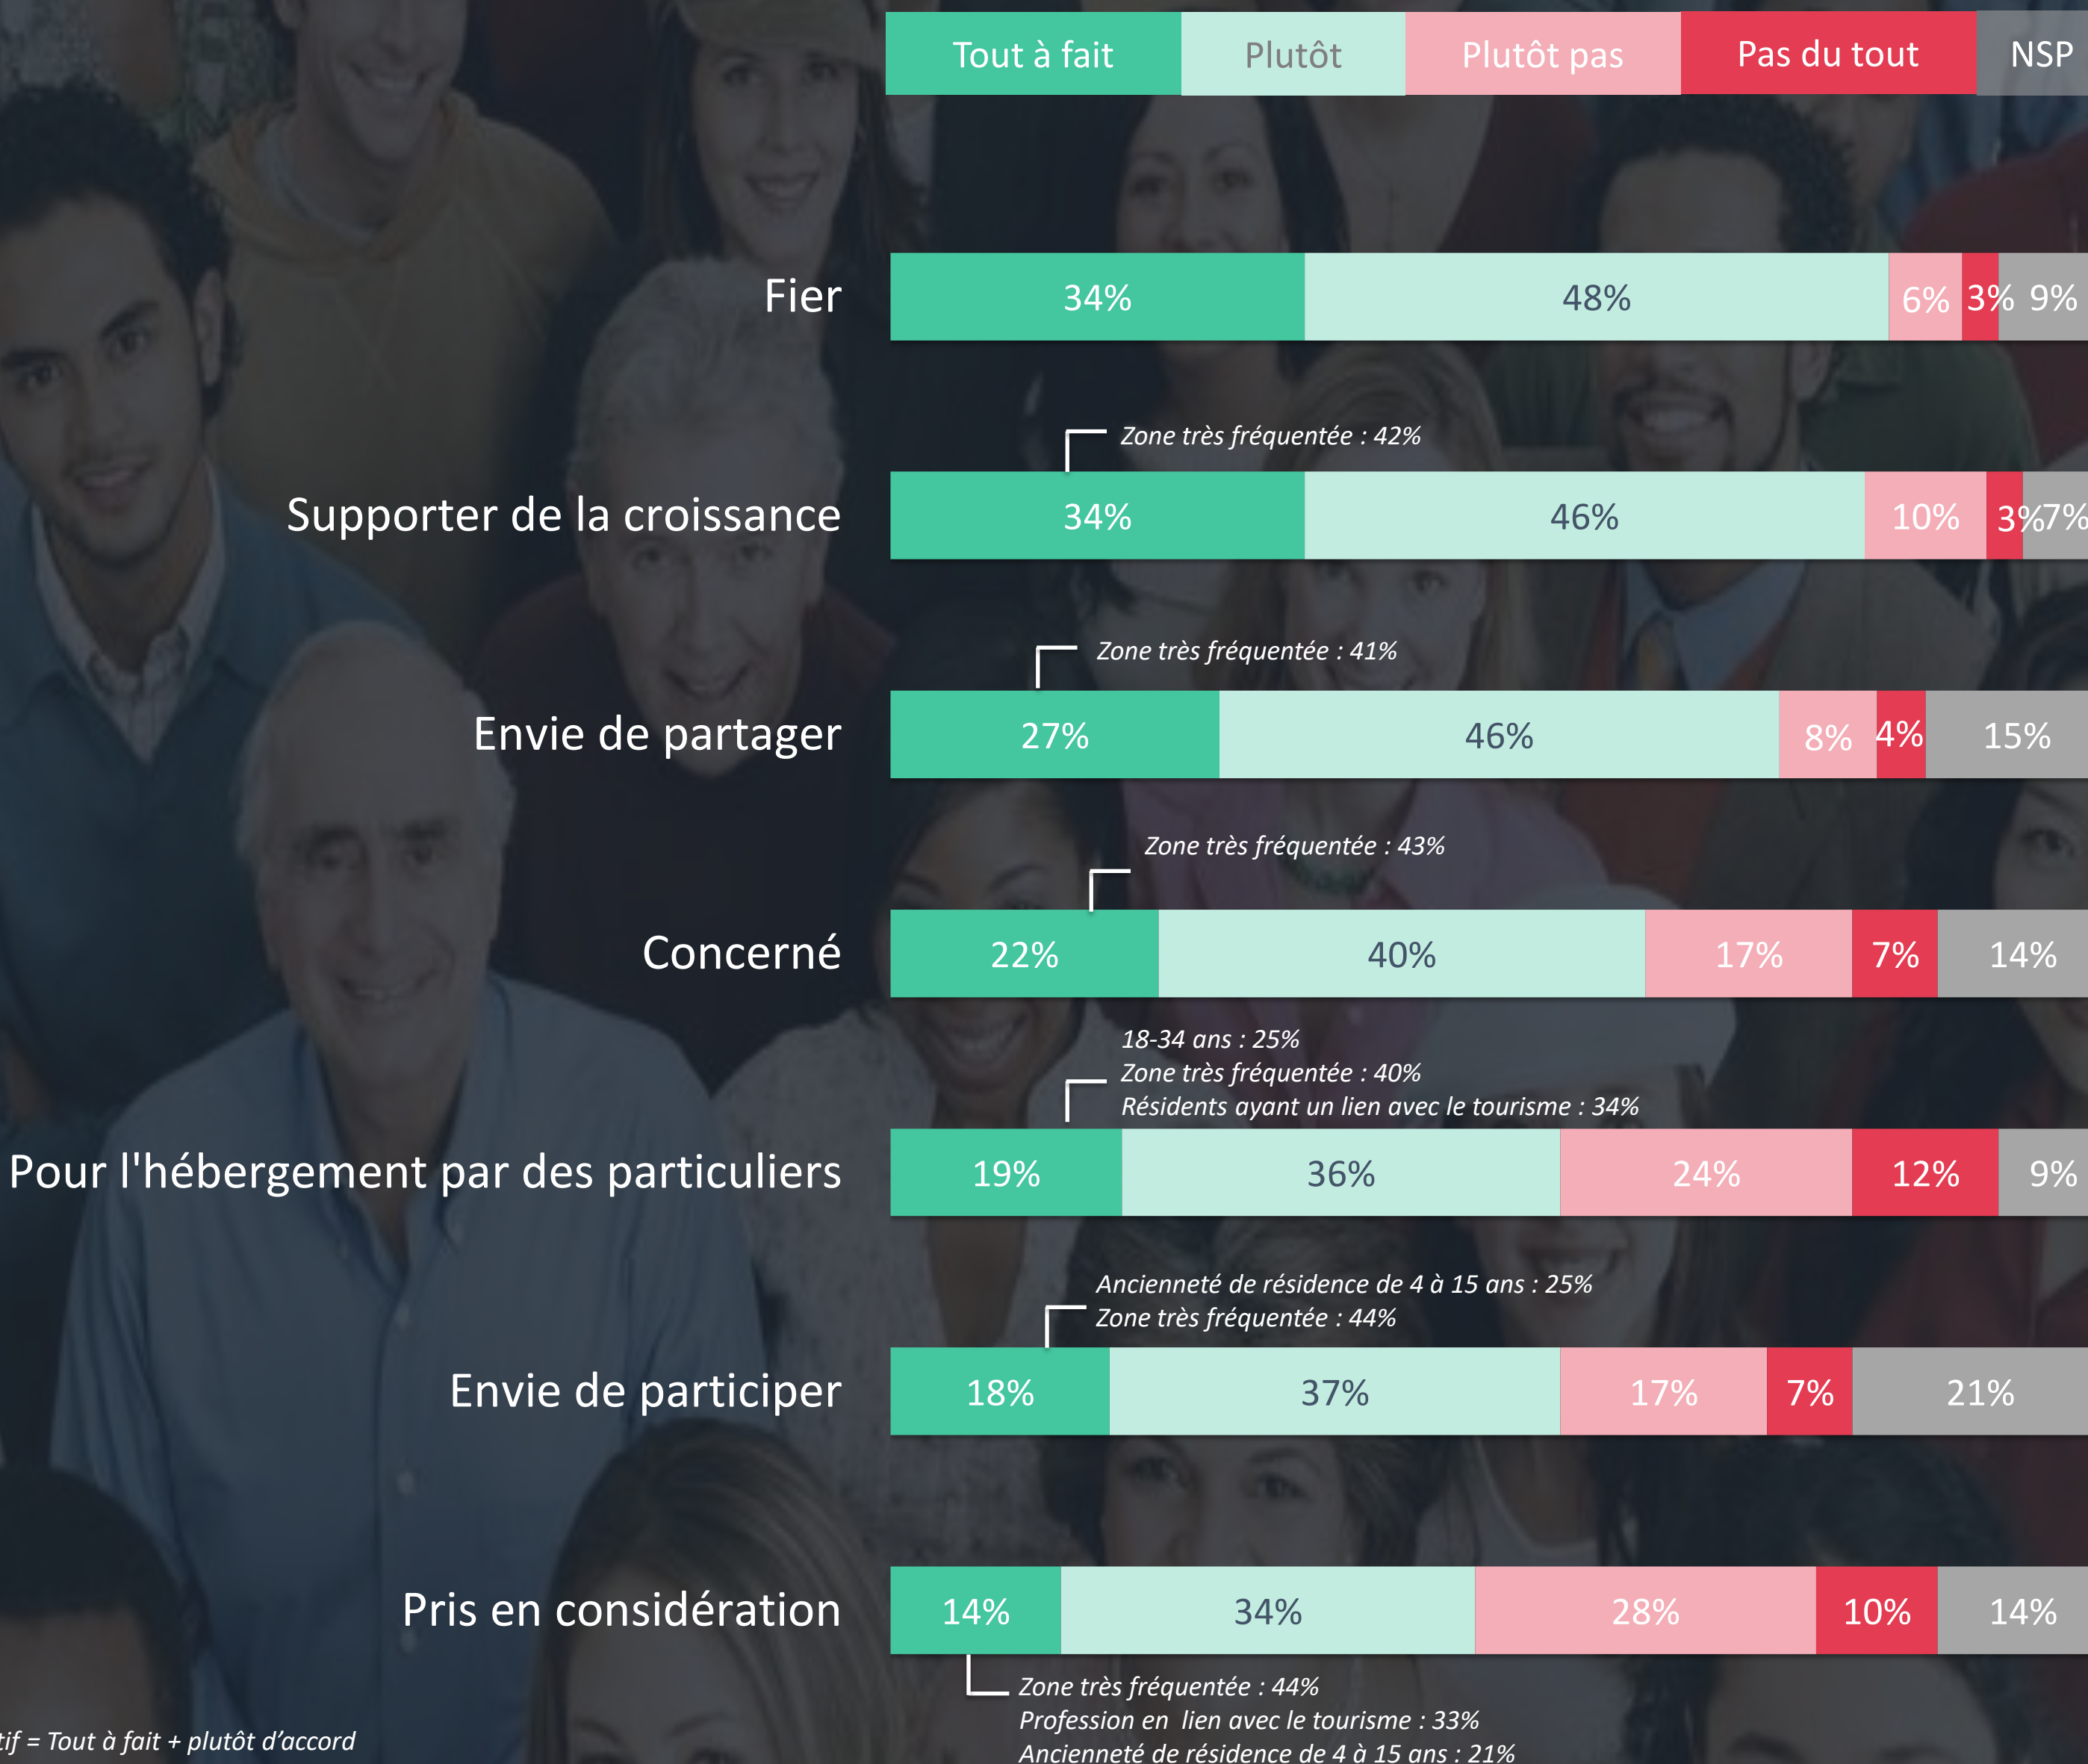 Tout à fait Plutôt Plutôt pas Pas du tout NSP
Fier 34% 48% 6% 3% 9%
Zone très fréquentée : 42%
Supporter de la croissance 34% 46% 10% 3% 7%
Zone très fréquentée : 41%
Envie de partager 27% 46% 8% 4% 15%
Zone très fréquentée : 43%
Concerné 22% 40% 17% 7% 14%
18-34 ans : 25%
Zone très fréquentée : 40%
Résidents ayant un lien avec le tourisme : 34%
Pour l'hébergement par des particuliers 19% 36% 24% 12% 9%
Ancienneté de résidence de 4 à 15 ans : 25%
Zone très fréquentée : 44%
Envie de participer 18% 37% 17% 7% 21%
Pris en considération 14% 34% 28% 10% 14%
Zone très fréquentée : 44%
Profession en  lien avec le tourisme : 33%
Ancienneté de résidence de 4 à 15 ans : 21%
= Tout à fait + plutôt d’accord